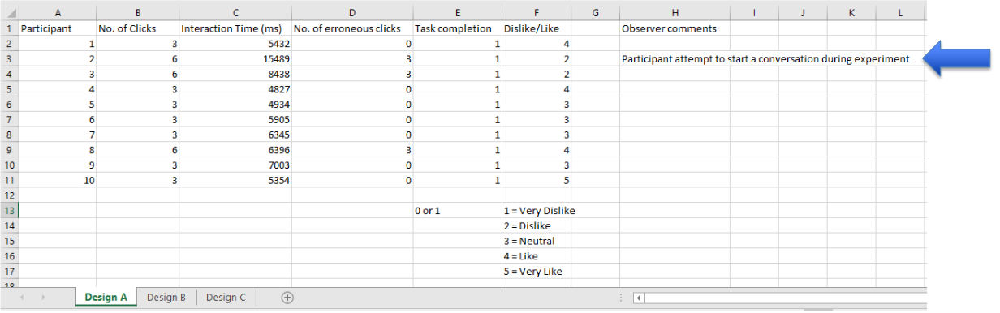 A B C D E F G H I J K L
1 Participant No. of Clicks Interaction Time (ms) No. of erroneous clicks Task completion Dislike/Like Observer comments
2 1 3 5432 0 1 4
3 2 6 15489 3 1 2 Participant attempt to start a conversation during experiment
4 3 6 8438 3 1 2
5 4 3 4827 0 1 4
6 5 3 4934 0 1 3
7 6 3 5905 0 1 3
8 7 3 6345 0 1 3
9 8 6 6396 3 1 4
10 9 3 7003 0 1 3
11 10 3 5354 0 1 5
12
13 0 or 1 1 = Very Dislike
14 2 = Dislike
15 3 = Neutral
16 4 = Like
17 5 = Very Like
18
Design A Design B Design C